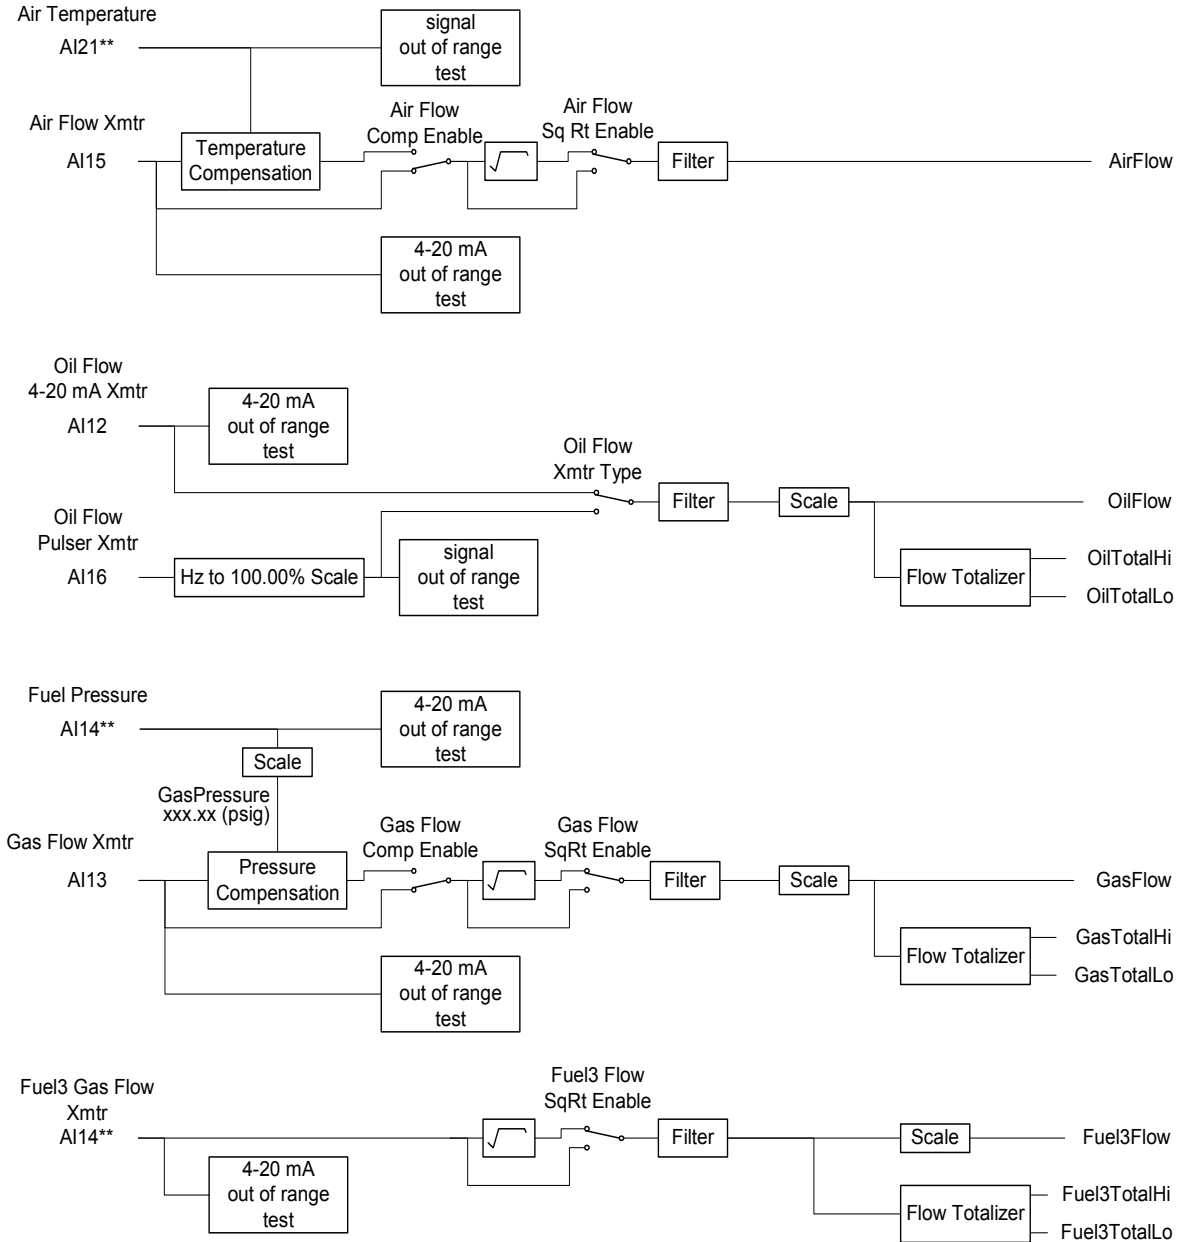 Air Temperature
AI21**
signal
out of range
test
Air Flow Xmtr
AI15
Temperature
Compensation
Air Flow
Comp Enable
Air Flow
Sq Rt Enable
Filter
AirFlow
4-20 mA
out of range
test
Oil Flow
4-20 mA Xmtr
AI12
4-20 mA
out of range
test
Oil Flow
Xmtr Type
Filter
Scale
OilFlow
Oil Flow
Pulser Xmtr
AI16
Hz to 100.00% Scale
signal
out of range
test
Flow Totalizer
OilTotalHi
OilTotalLo
Fuel Pressure
AI14**
4-20 mA
out of range
test
Scale
GasPressure
xxx.xx (psig)
Gas Flow Xmtr
AI13
Pressure
Compensation
Gas Flow
Comp Enable
Gas Flow
SqRt Enable
Filter
Scale
GasFlow
Flow Totalizer
GasTotalHi
GasTotalLo
4-20 mA
out of range
test
Fuel3 Gas Flow
Xmtr
AI14**
4-20 mA
out of range
test
Fuel3 Flow
SqRt Enable
Filter
Scale
Fuel3Flow
Flow Totalizer
Fuel3TotalHi
Fuel3TotalLo